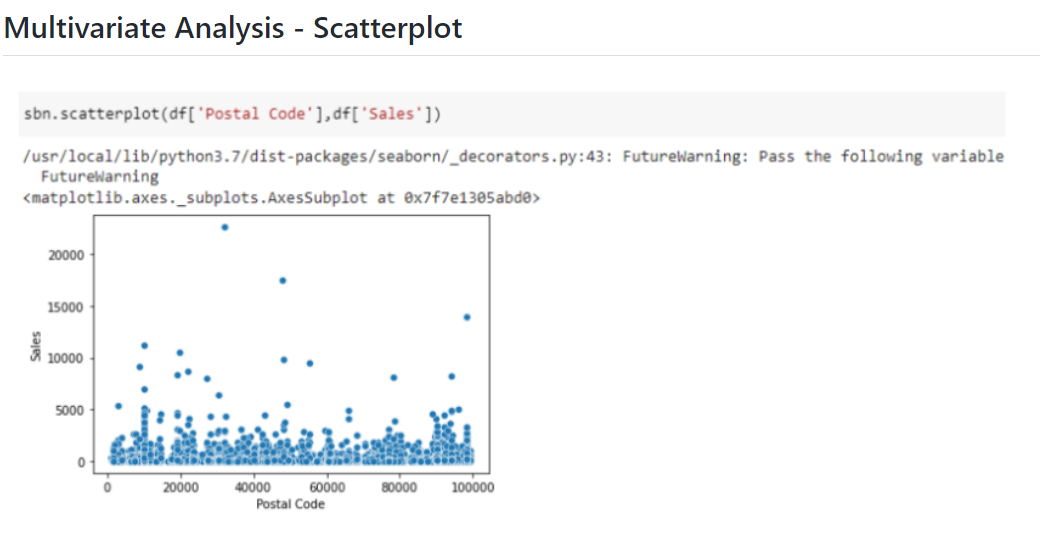 Multivariate Analysis - Scatterplot
sbn.scatterplot(df['Postal Code'],df['Sales'])
/usr/local/lib/python3.7/dist-packages/seaborn/_decorators.py:43: FutureWarning: Pass the following variable
FutureWarning
<matplotlib.axes._subplots.AxesSubplot at 0x7f7e1305abd0>
20000
15000
10000
5000
0
Sales
0 20000 40000 60000 80000 100000
Postal Code